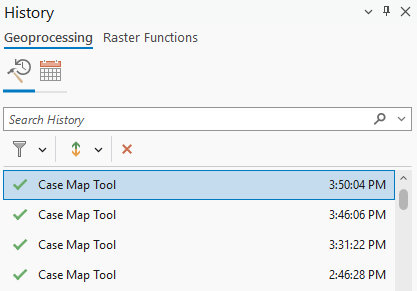 History
Geoprocessing Raster Functions
Search History
Case Map Tool 3:50:04 PM
Case Map Tool 3:46:06 PM
Case Map Tool 3:31:22 PM
Case Map Tool 2:46:28 PM